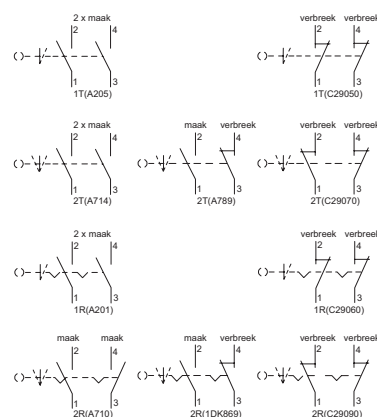 2 x maak
2 4
1 3
1T(A205)
verbreek verbreek
2 4
1 3
1T(C29050)
2 x maak
2 4
1 3
2T(A714)
maak verbreek
2 4
1 3
2T(A789)
verbreek verbreek
2 4
1 3
2T(C29070)
2 x maak
2 4
1 3
1R(A201)
verbreek verbreek
2 4
1 3
1R(C29060)
maak maak
2 4
1 3
2R(A710)
maak verbreek
2 4
1 3
2R(1DK869)
verbreek verbreek
2 4
1 3
2R(C29090)